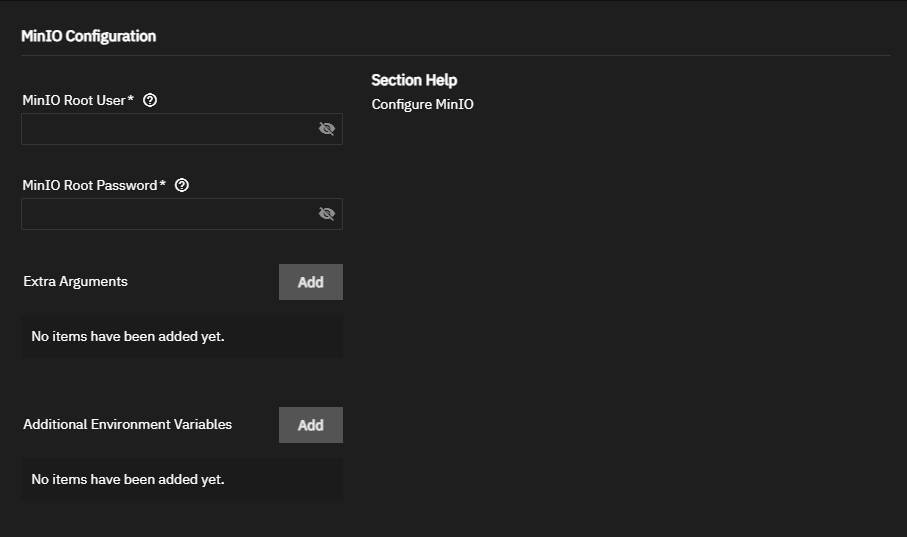 MinIO Configuration
MinIO Root User*
Section Help
Configure MinIO
MinIO Root Password*
Extra Arguments
Add
No items have been added yet.
Additional Environment Variables
Add
No items have been added yet.